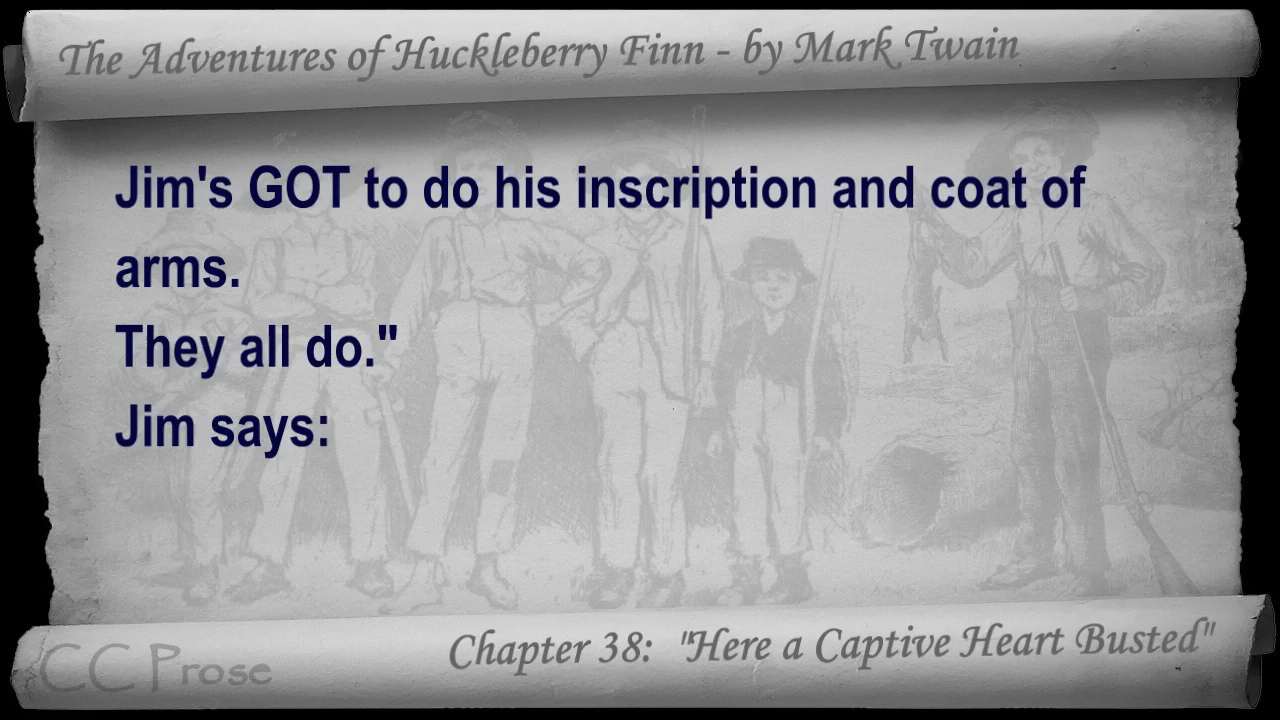 The Adventures of Huckleberry Finn - by Mark Twain
Jim's GOT to do his inscription and coat of
arms.
They all do."
Jim says:
Chapter 38: "Here a Captive Heart Busted"
CC Prose